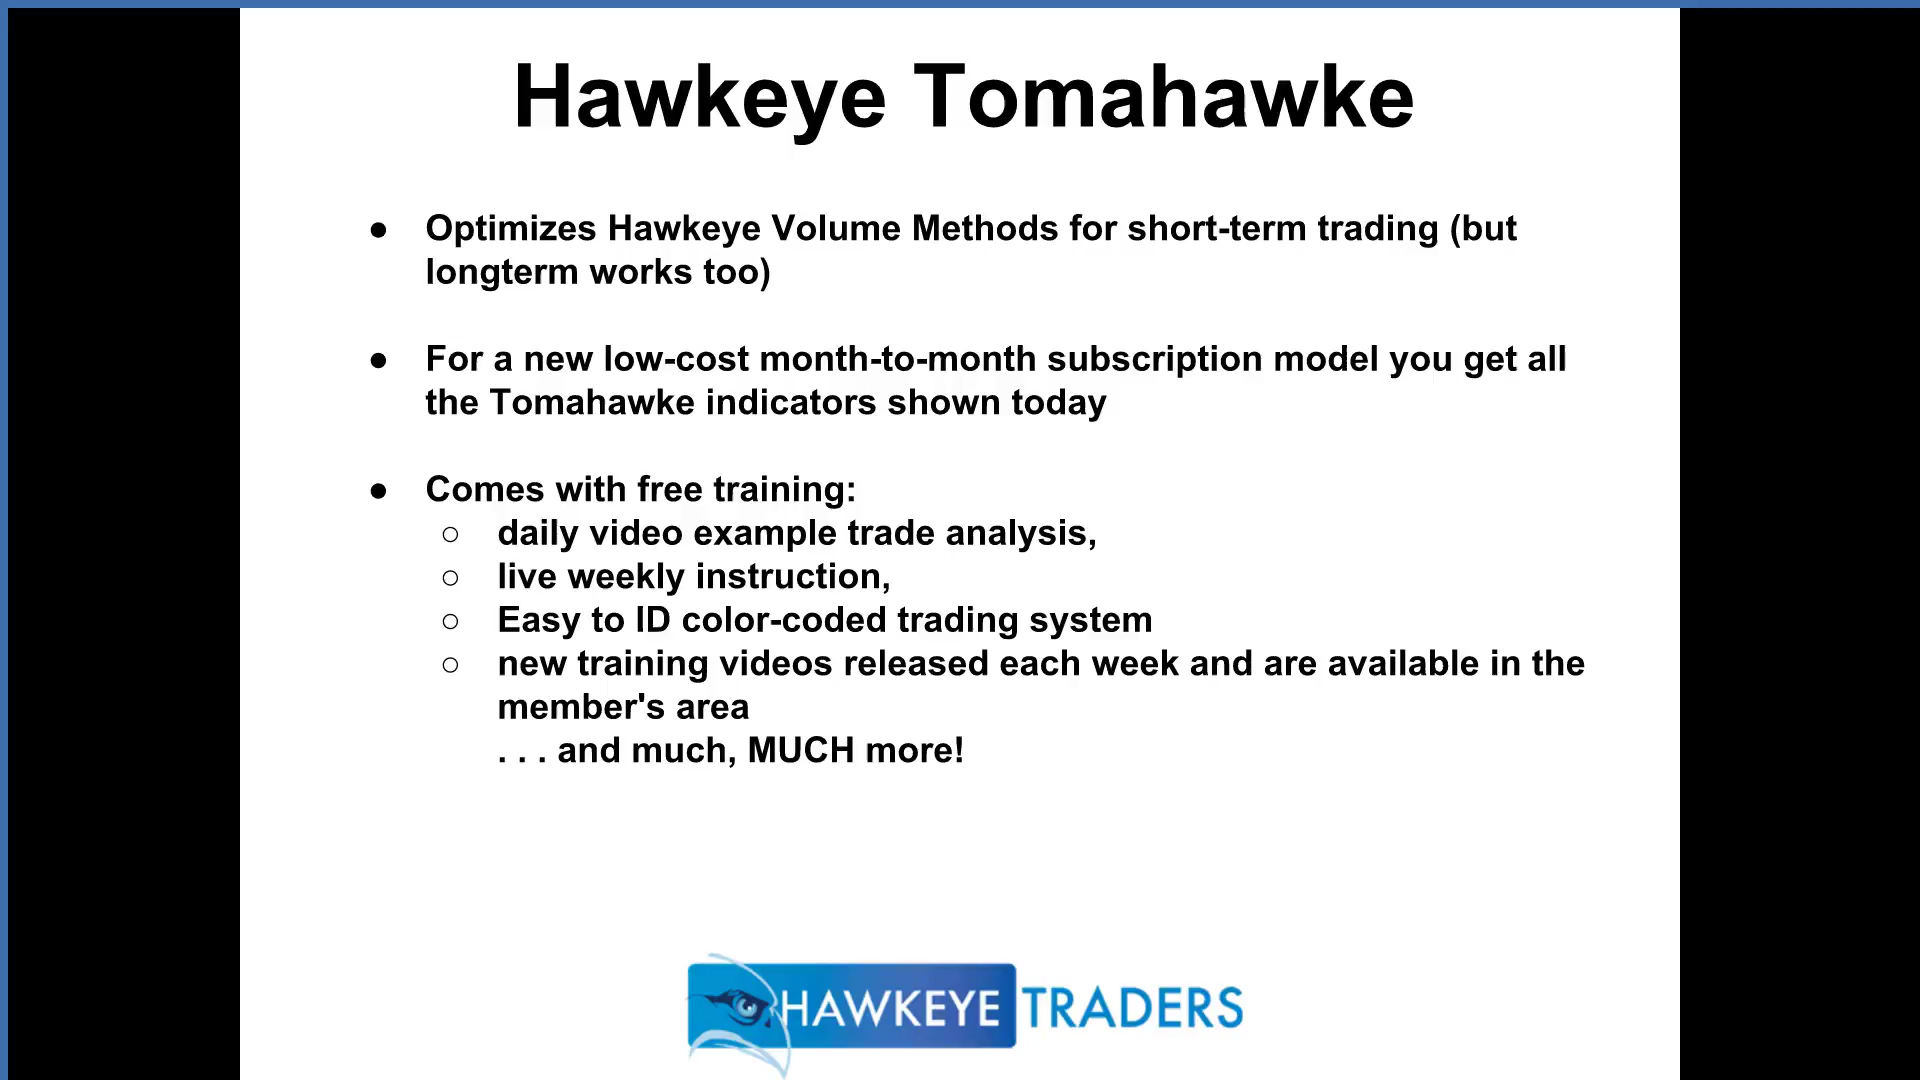 Hawkeye Tomahawke
● Optimizes Hawkeye Volume Methods for short-term trading (but
longterm works too)
● For a new low-cost month-to-month subscription model you get all
the Tomahawke indicators shown today
● Comes with free training:
○ daily video example trade analysis,
○ live weekly instruction,
○ Easy to ID color-coded trading system
○ new training videos released each week and are available in the
member's area
. . . and much, MUCH more!
HAWKEYE TRADERS